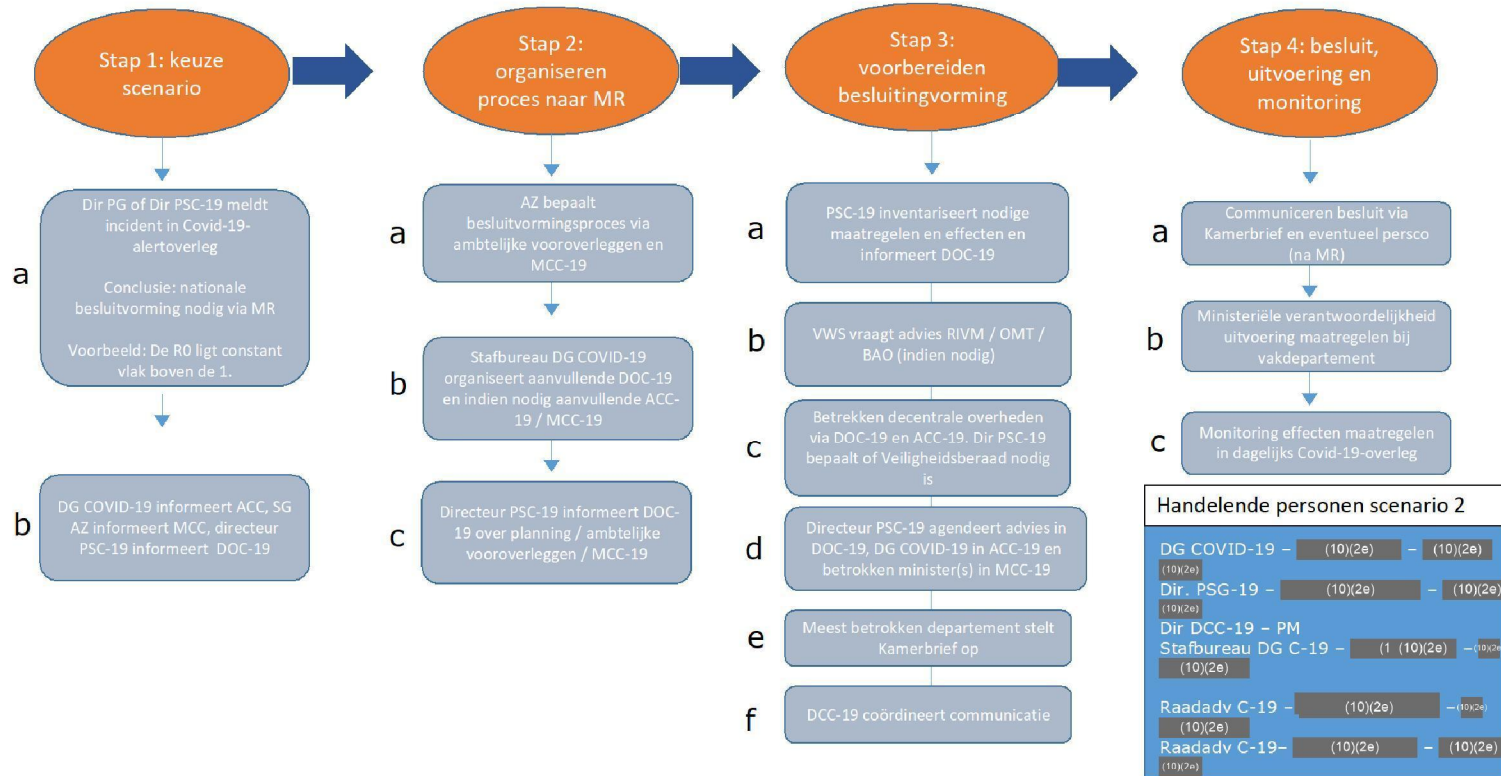 Stap 1: keuze
scenario
a
Dir PG of Dir PSC-19 meldt
incident in Covid-19-
alertoverleg
Conclusie: nationale
besluitvorming nodig via MR
Voorbeeld: De R0 ligt constant
vlak boven de 1.
b
DG COVID-19 informeert ACC, SG
AZ informeert MCC, directeur
PSC-19 informeert DOC-19
Stap 2:
organiseren
proces naar MR
a
AZ bepaalt
besluitvormingsproces via
ambtelijke vooroverleggen en
MCC-19
b
Stafbureau DG COVID-19
organiseert aanvullende DOC-19
en indien nodig aanvullende ACC-
19 / MCC-19
c
Directeur PSC-19 informeert DOC-
19 over planning / ambtelijke
vooroverleggen / MCC-19
Stap 3:
voorbereiden
besluitingvorming
a
PSC-19 inventariseert nodige
maatregelen en effecten en
informeert DOC-19
b
VWS vraagt advies RIVM / OMT /
BAO (indien nodig)
c
Betrekken decentrale overheden
via DOC-19 en ACC-19. Dir PSC-19
bepaalt of Veiligheidsberaad nodig
is
d
Directeur PSC-19 agendeert advies in
DOC-19, DG COVID-19 in ACC-19 en
betrokken minister(s) in MCC-19
e
Meest betrokken departement stelt
Kamerbrief op
f
DCC-19 coördineert communicatie
Stap 4: besluit,
uitvoering en
monitoring
a
Communiceren besluit via
Kamerbrief en eventueel persco
(na MR)
b
Ministeriële verantwoordelijkheid
uitvoering maatregelen bij
vakdepartement
c
Monitoring effecten maatregelen
in dagelijks Covid-19-overleg
Handelende personen scenario 2
DG COVID-19 – (10)(2e) – (10)(2e)
(10)(2e)
Dir. PSG-19 – (10)(2e) – (10)(2e)
(10)(2e)
Dir DCC-19 – PM
Stafbureau DG C-19 – (1 (10)(2e) – (10)(2e
(10)(2e)
Raadadv C-19 – (10)(2e) – (10)(2e)
(10)(2e)
Raadadv C-19– (10)(2e) – (10)(2e)
(10)(2e)